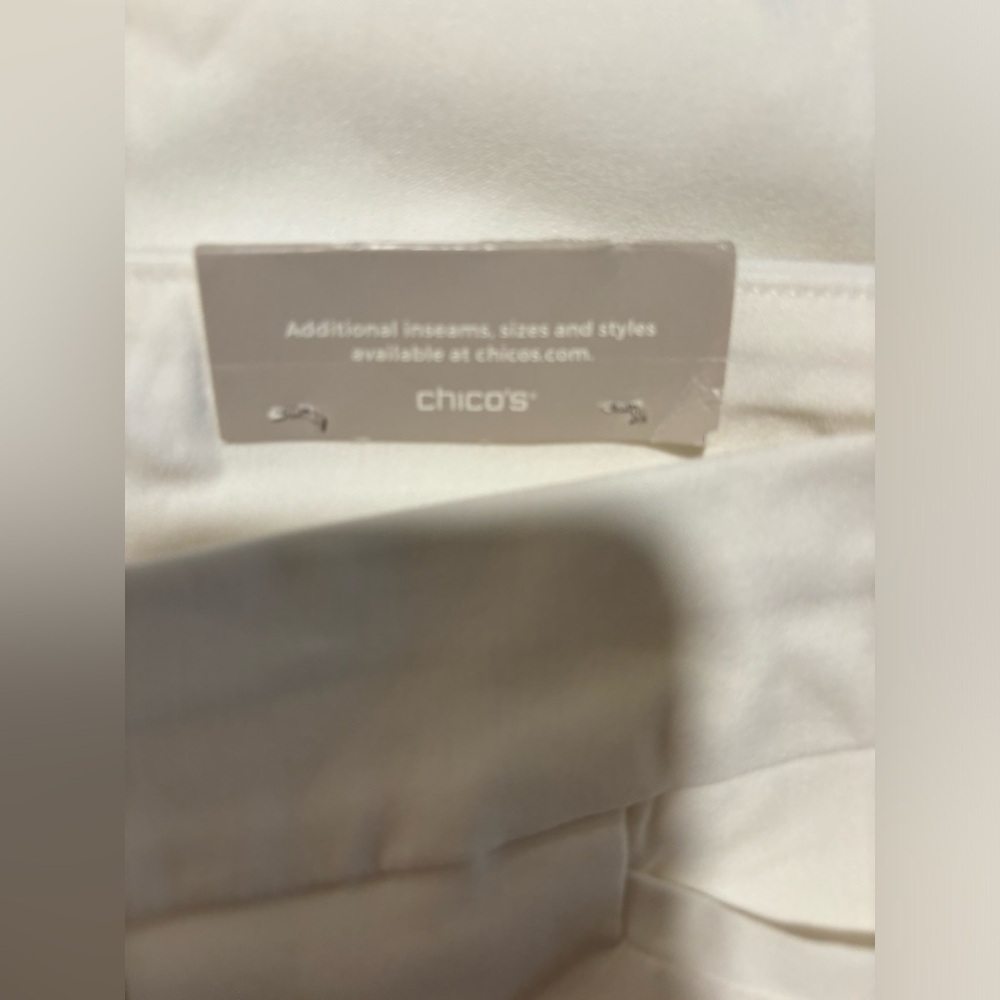 Additional inseams, sizes and styles
available at chicos.com.
chico's®